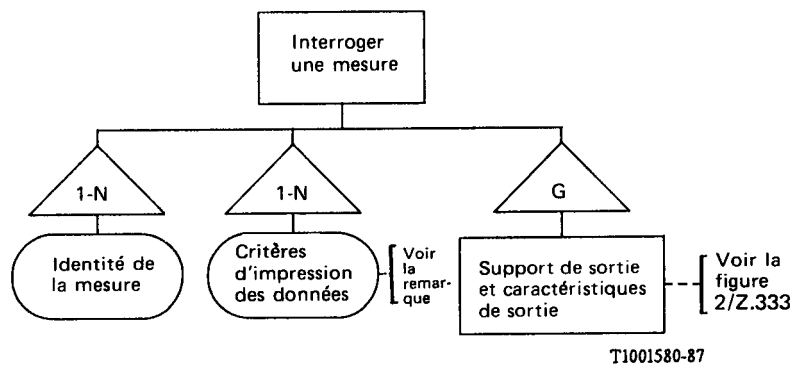 Interroger
une mesure
1-N
1-N
G
Identité de
la mesure
Critères
d'impression
des données
Voir
la
remar-
que
Support de sortie
et caractéristiques
de sortie
Voir la
figure
2/Z.333
T1001580-87